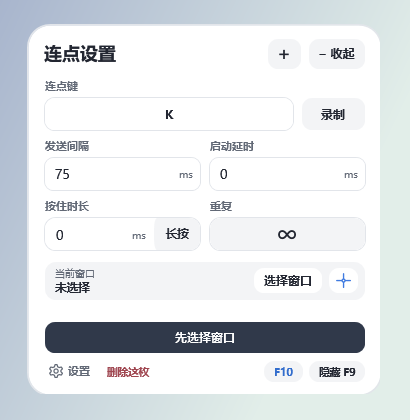 连点设置 + − 收起
连点键
K 录制
发送间隔 启动延时
75 ms 0 ms
按住时长 重复
0 ms 长按 ∞
当前窗口
未选择 选择窗口
先选择窗口
设置 删除这枚 F10 隐藏 F9